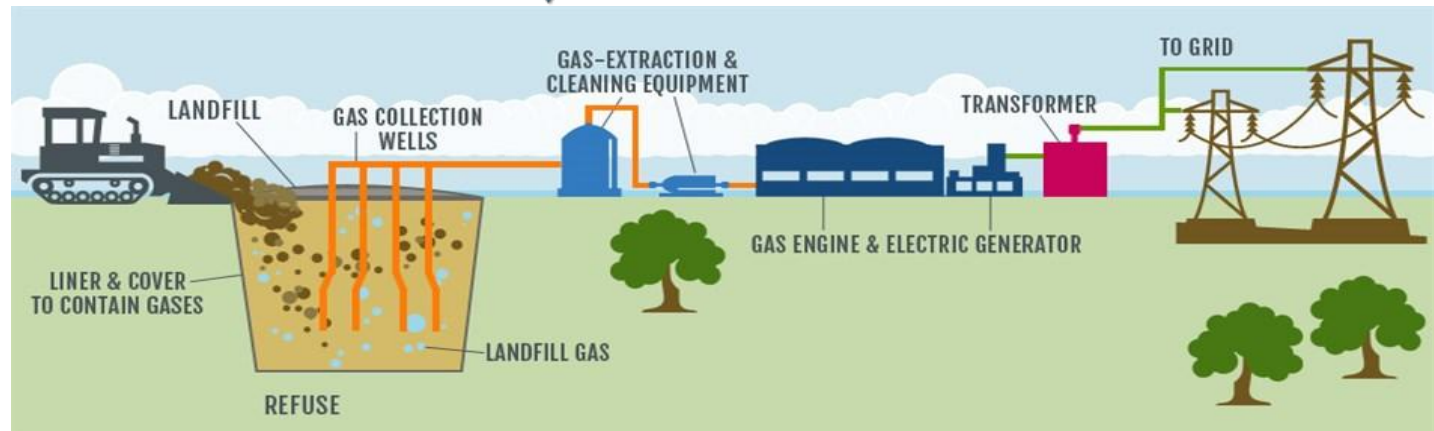 LANDFILL
GAS COLLECTION
WELLS
GAS-EXTRACTION &
CLEANING EQUIPMENT
TRANSFORMER
TO GRID
GAS ENGINE & ELECTRIC GENERATOR
LINER & COVER
TO CONTAIN GASES
LANDFILL GAS
REFUSE